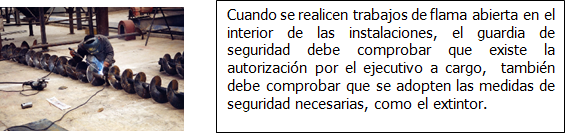 Cuando se realicen trabajos de flama abierta en el
interior de las instalaciones, el guardia de
seguridad debe comprobar que existe la
autorización por el ejecutivo a cargo, también
debe comprobar que se adopten las medidas de
seguridad necesarias, como el extintor.